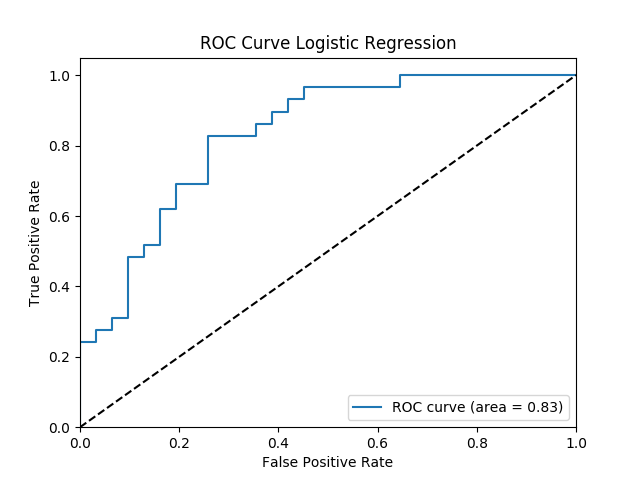 ROC Curve Logistic Regression
1.0
0.8
0.6
0.4
0.2
0.0
True Positive Rate
ROC curve (area = 0.83)
0.0 0.2 0.4 0.6 0.8 1.0
False Positive Rate